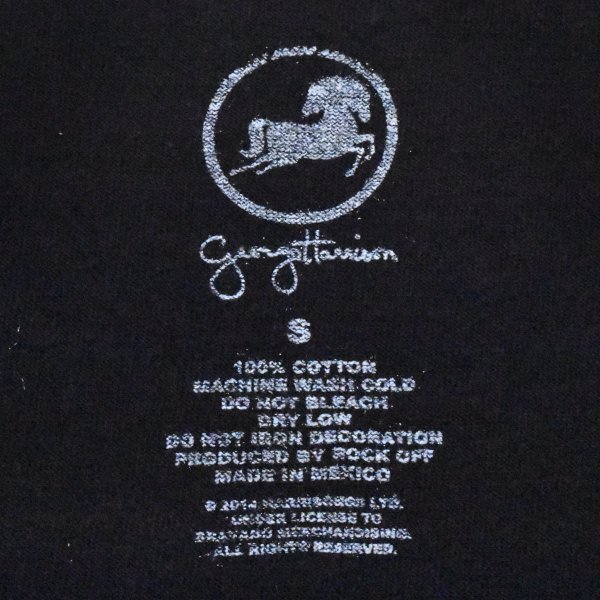 George Harrison
S
100% COTTON
MACHINE WASH COLD
DO NOT BLEACH
DRY LOW
DO NOT IRON DECORATION
PRODUCED BY ROCK OFF
MADE IN MEXICO
© 2014 HARRISONGS LTD.
UNDER LICENSE TO
BRAVADO MERCHANDISING.
ALL RIGHTS RESERVED.